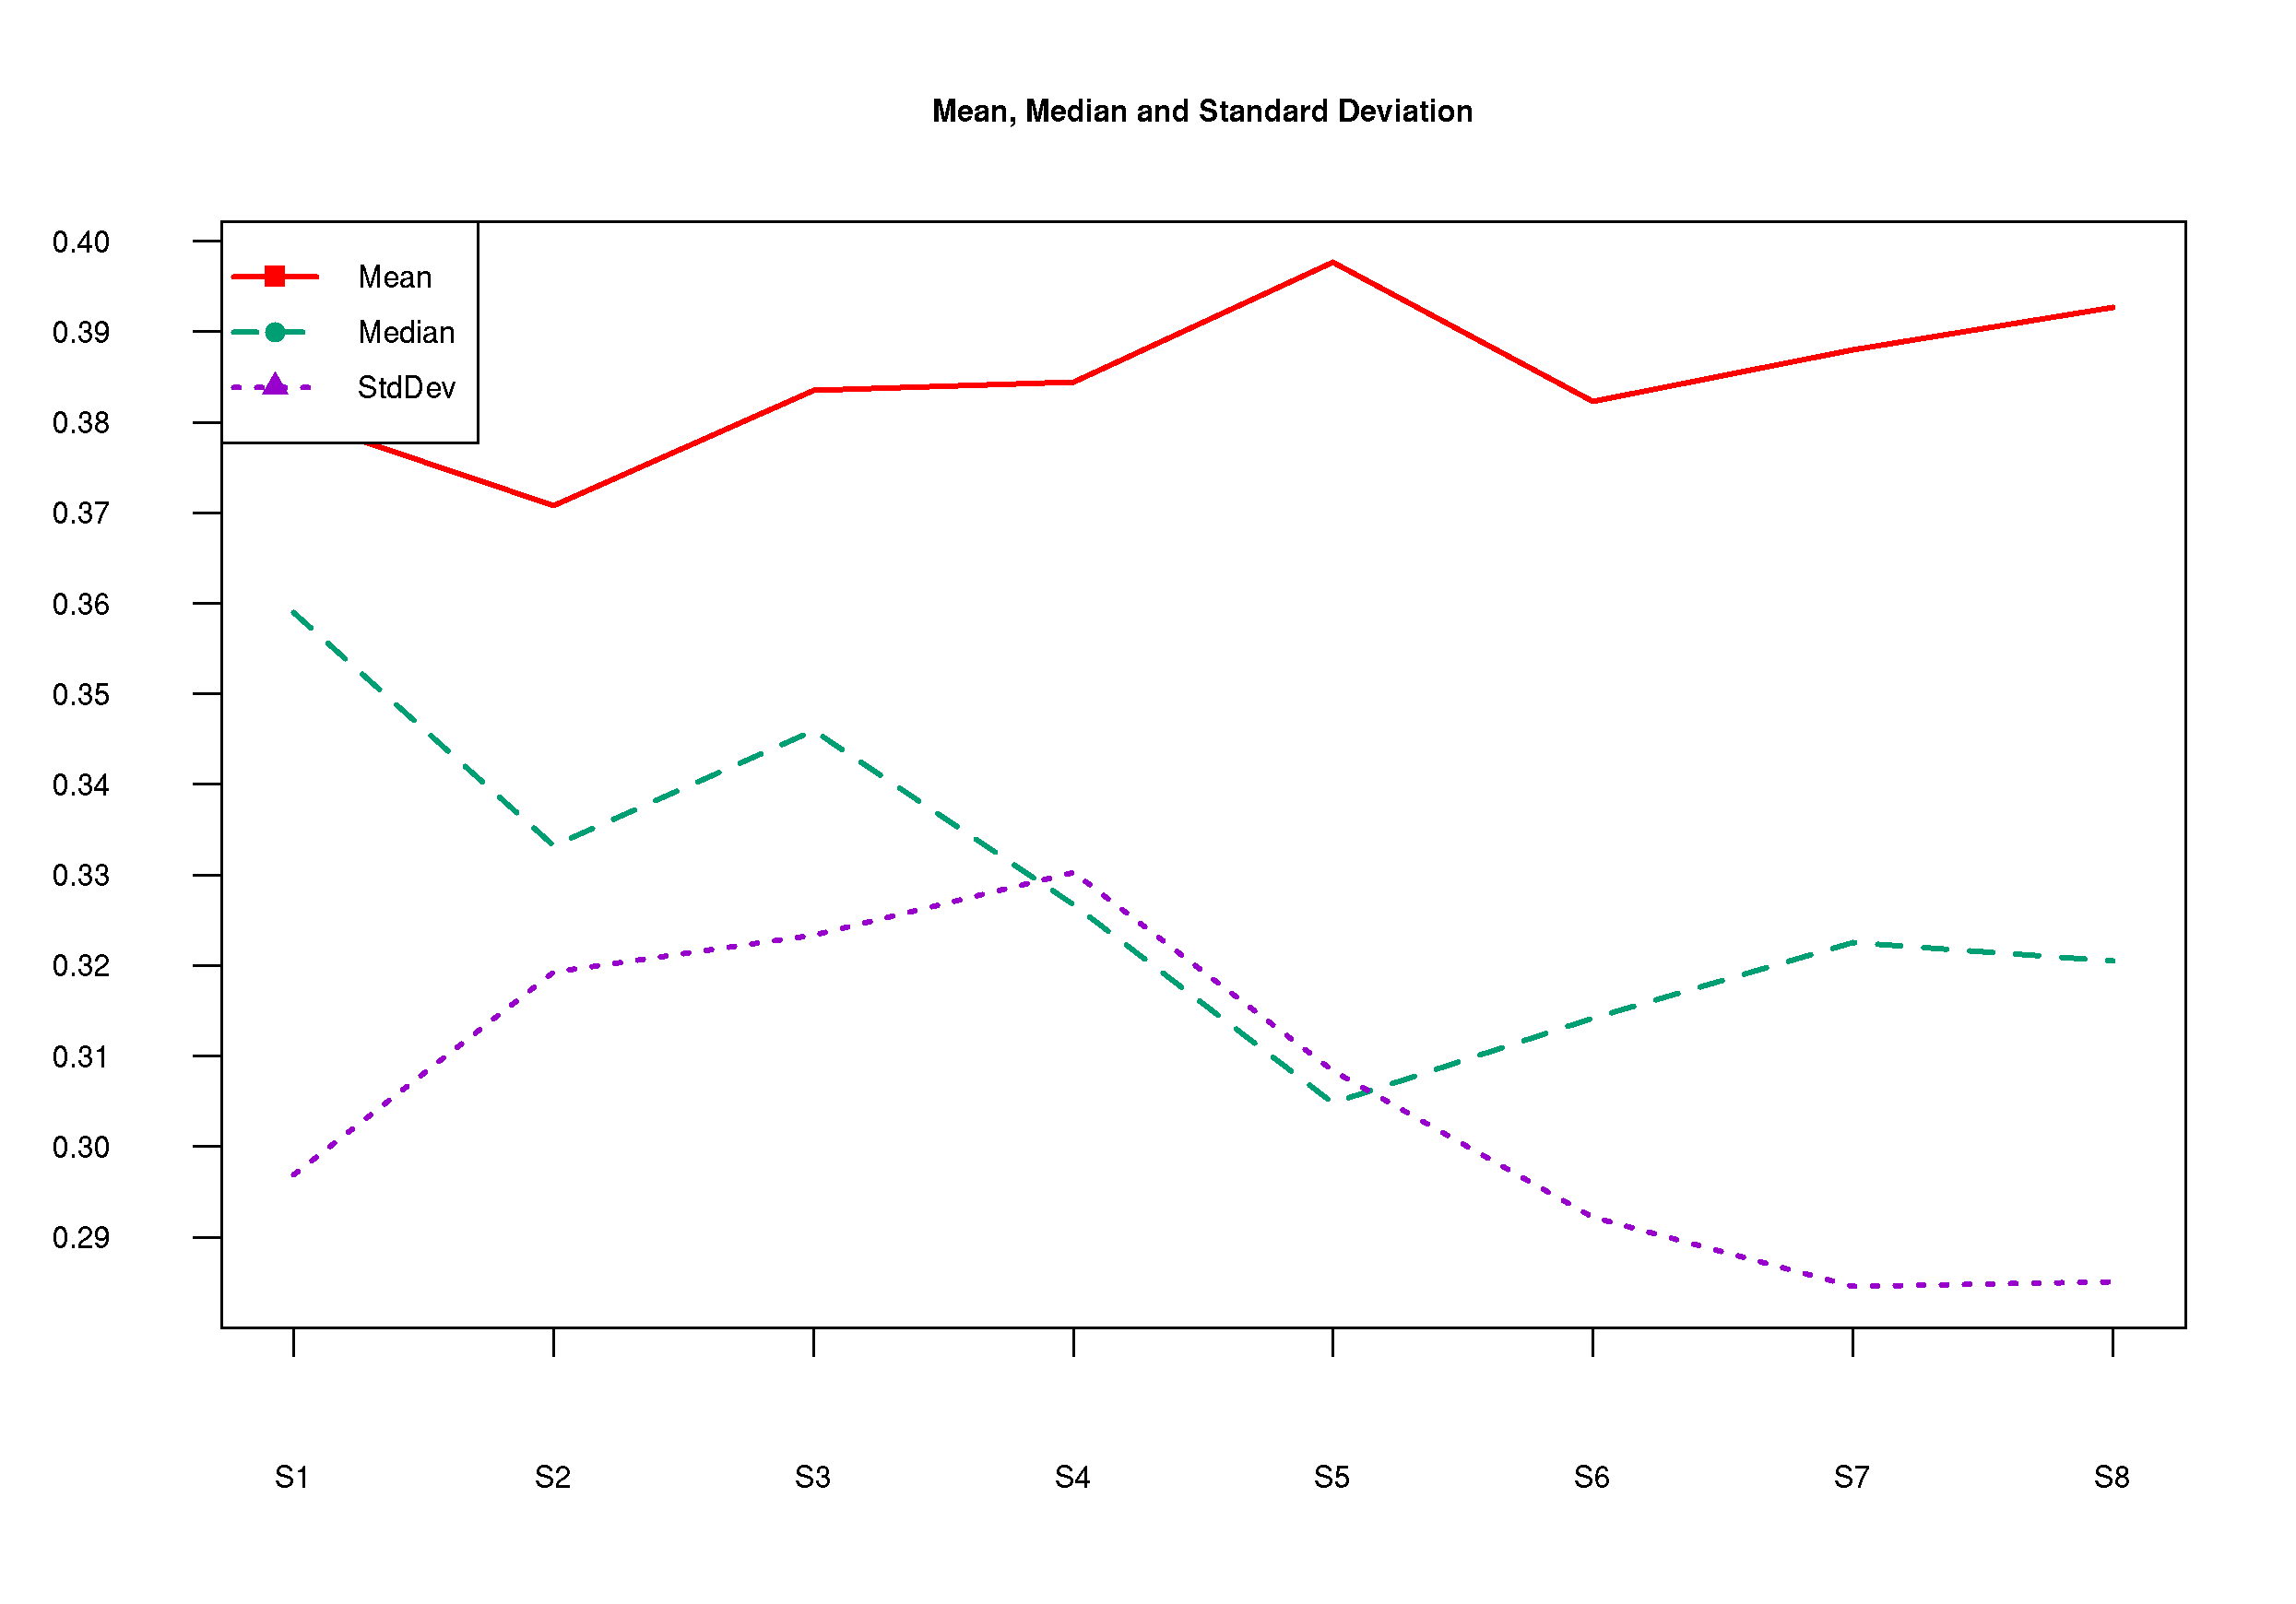 Mean, Median and Standard Deviation
0.40
0.39
0.38
0.37
0.36
0.35
0.34
0.33
0.32
0.31
0.30
0.29
Mean
Median
StdDev
S1 S2 S3 S4 S5 S6 S7 S8